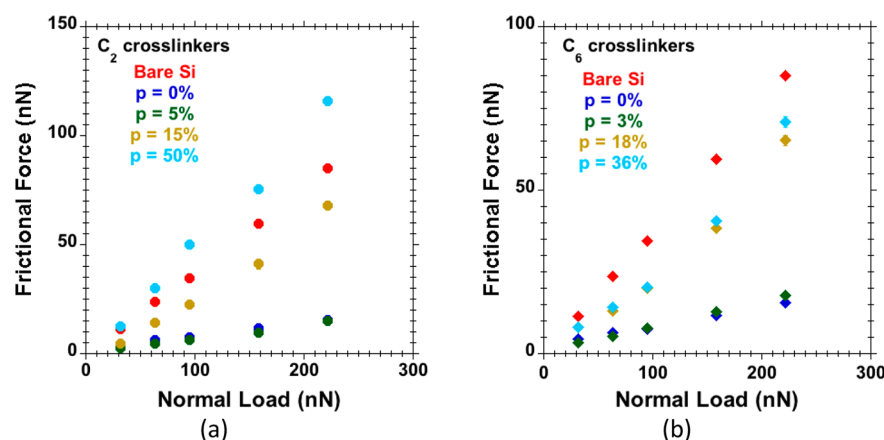 C2 crosslinkers
Bare Si
p = 0%
p = 5%
p = 15%
p = 50%
150
100
50
0
0
100
200
300
Frictional Force (nN)
Normal Load (nN)
(a)
C6 crosslinkers
Bare Si
p = 0%
p = 3%
p = 18%
p = 36%
100
50
0
0
100
200
300
Frictional Force (nN)
Normal Load (nN)
(b)